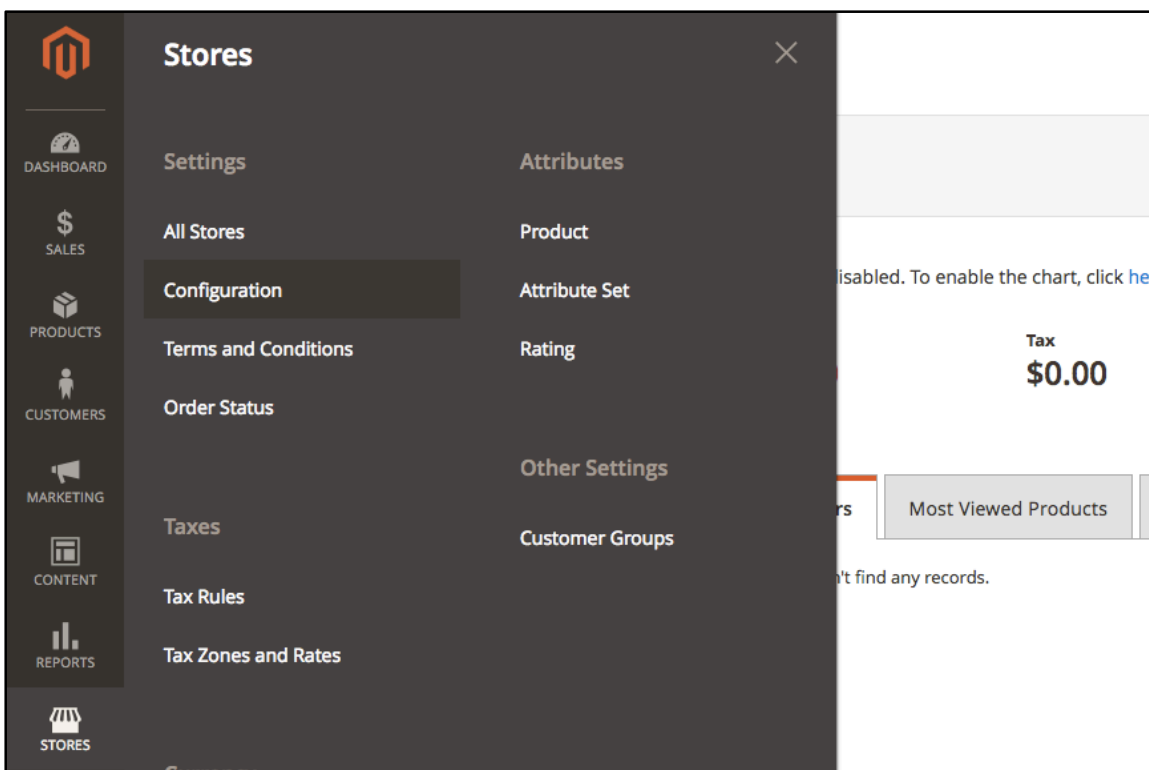 DASHBOARD
SALES
PRODUCTS
CUSTOMERS
MARKETING
CONTENT
REPORTS
STORES
Stores
Settings
All Stores
Configuration
Terms and Conditions
Order Status
Taxes
Tax Rules
Tax Zones and Rates
Attributes
Product
Attribute Set
Rating
Other Settings
Customer Groups
isabled. To enable the chart, click he
Tax
$0.00
rs
Most Viewed Products
't find any records.